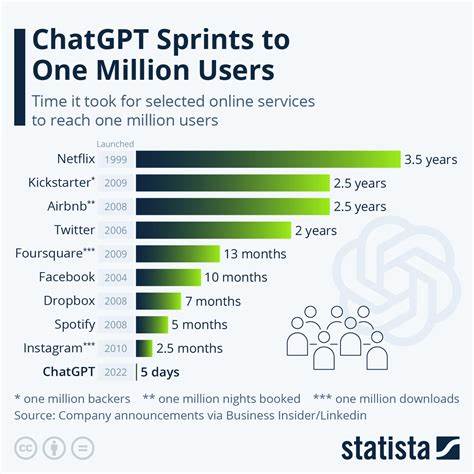 ChatGPT Sprints to
One Million Users
Time it took for selected online services
to reach one million users
Launched
Netflix 1999 3.5 years
Kickstarter* 2009 2.5 years
Airbnb** 2008 2.5 years
Twitter 2006 2 years
Foursquare*** 2009 13 months
Facebook 2004 10 months
Dropbox 2008 7 months
Spotify 2008 5 months
Instagram*** 2010 2.5 months
ChatGPT 2022 5 days
* one million backers ** one million nights booked *** one million downloads
Source: Company announcements via Business Insider/Linkedin
cc
statista